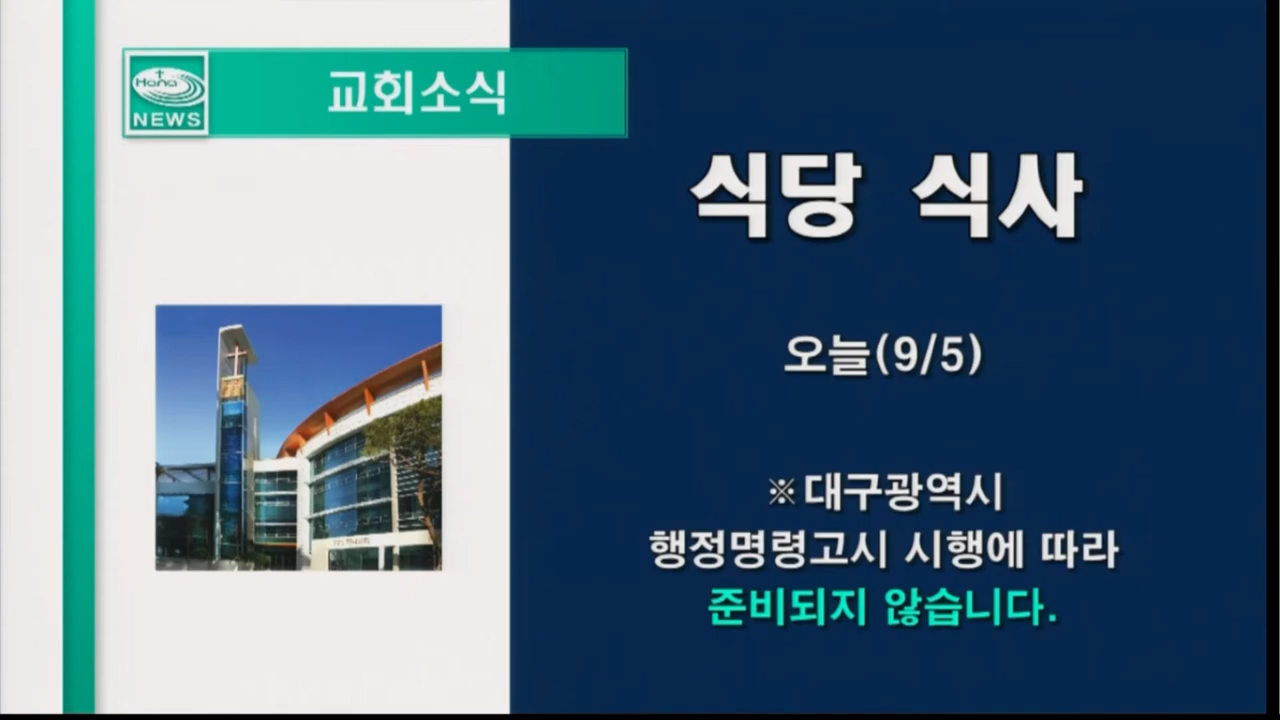 Hana
NEWS
교회소식
식당 식사
오늘(9/5)
※대구광역시
행정명령고시 시행에 따라
준비되지 않습니다.